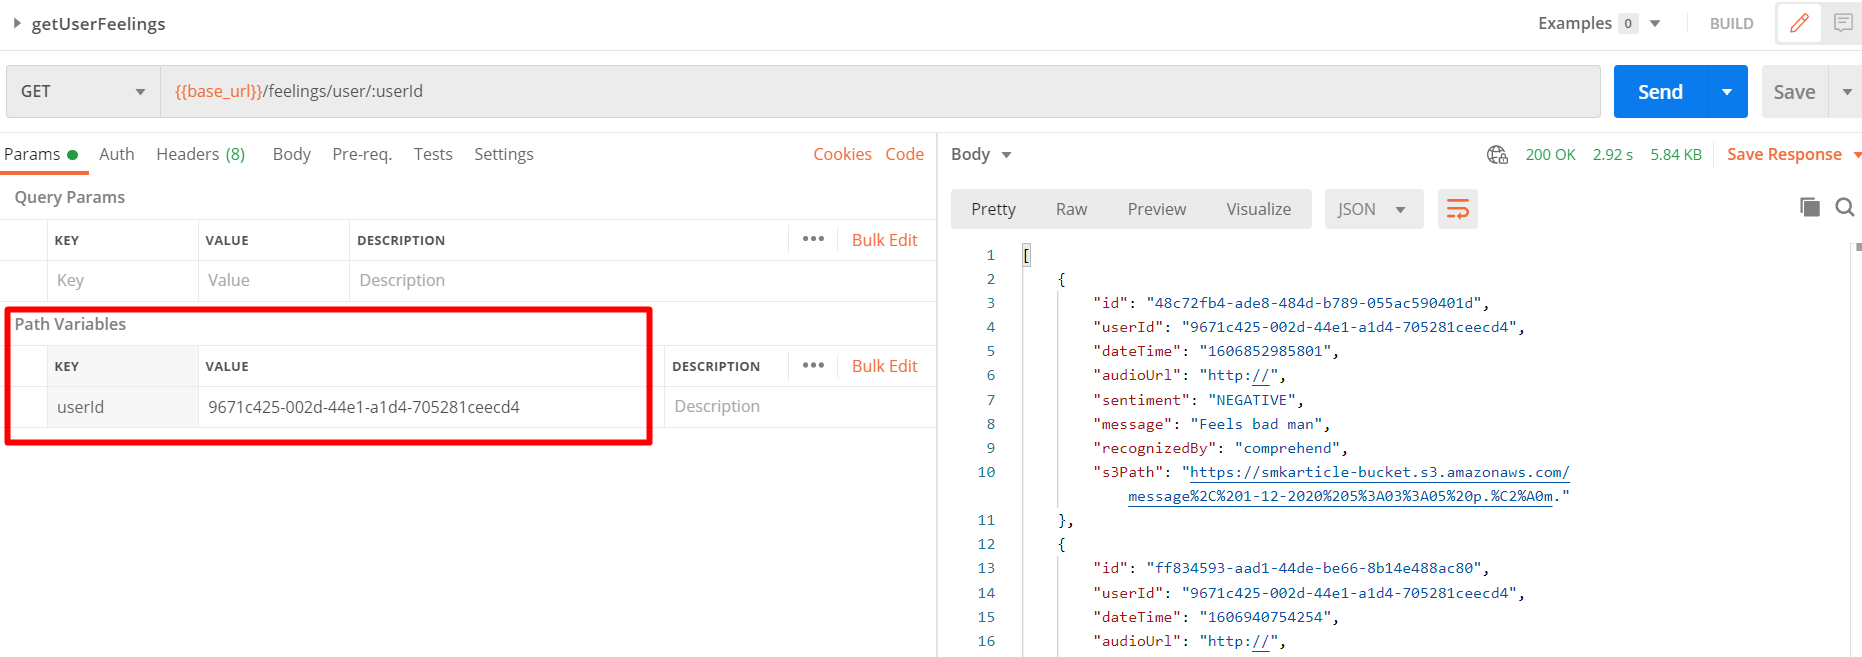 getUserFeelings
Examples 0 BUILD
GET {{base_url}}/feelings/user/:userId Send Save
Params Auth Headers (8) Body Pre-req. Tests Settings Cookies Code
Query Params
KEY VALUE DESCRIPTION ••• Bulk Edit
Key Value Description
Path Variables
KEY VALUE DESCRIPTION ••• Bulk Edit
userId 9671c425-002d-44e1-a1d4-705281ceecd4 Description
Body 200 OK 2.92 s 5.84 KB Save Response
Pretty Raw Preview Visualize JSON
1 [
2 {
3 "id": "48c72fb4-ade8-484d-b789-055ac590401d",
4 "userId": "9671c425-002d-44e1-a1d4-705281ceecd4",
5 "dateTime": "1606852985801",
6 "audioUrl": "http://",
7 "sentiment": "NEGATIVE",
8 "message": "Feels bad man",
9 "recognizedBy": "comprehend",
10 "s3Path": "https://smkarticle-bucket.s3.amazonaws.com/
message%2C%201-12-2020%205%3A03%3A05%20p.%C2%A0m."
11 },
12 {
13 "id": "ff834593-aad1-44de-be66-8b14e488ac80",
14 "userId": "9671c425-002d-44e1-a1d4-705281ceecd4",
15 "dateTime": "1606940754254",
16 "audioUrl": "http://",